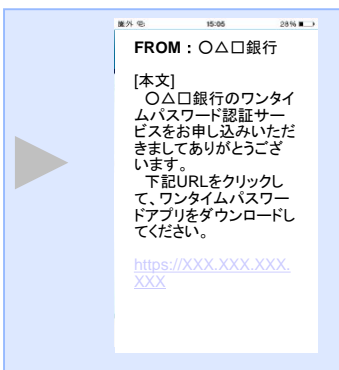 圏外 15:05 28%
FROM：〇△□銀行
[本文]
　〇△□銀行のワンタイ
ムパスワード認証サー
ビスをお申し込みいただ
きましてありがとうござ
います。
　下記URLをクリックし
て、ワンタイムパスワー
ドアプリをダウンロードし
てください。
https://XXX.XXX.XXX.
XXX